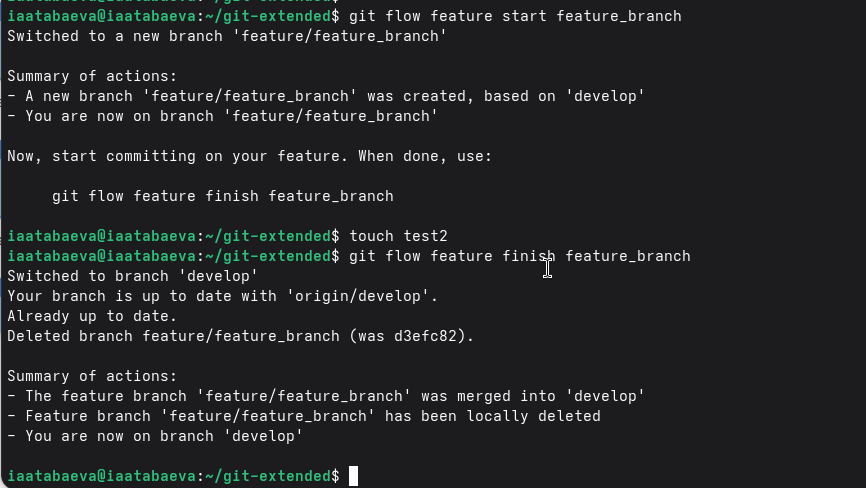 iaatabaeva@iaatabaeva:~/git-extended$ git flow feature start feature_branch
Switched to a new branch 'feature/feature_branch'
Summary of actions:
- A new branch 'feature/feature_branch' was created, based on 'develop'
- You are now on branch 'feature/feature_branch'
Now, start committing on your feature. When done, use:
git flow feature finish feature_branch
iaatabaeva@iaatabaeva:~/git-extended$ touch test2
iaatabaeva@iaatabaeva:~/git-extended$ git flow feature finish feature_branch
Switched to branch 'develop'
Your branch is up to date with 'origin/develop'.
Already up to date.
Deleted branch feature/feature_branch (was d3efc82).
Summary of actions:
- The feature branch 'feature/feature_branch' was merged into 'develop'
- Feature branch 'feature/feature_branch' has been locally deleted
- You are now on branch 'develop'
iaatabaeva@iaatabaeva:~/git-extended$